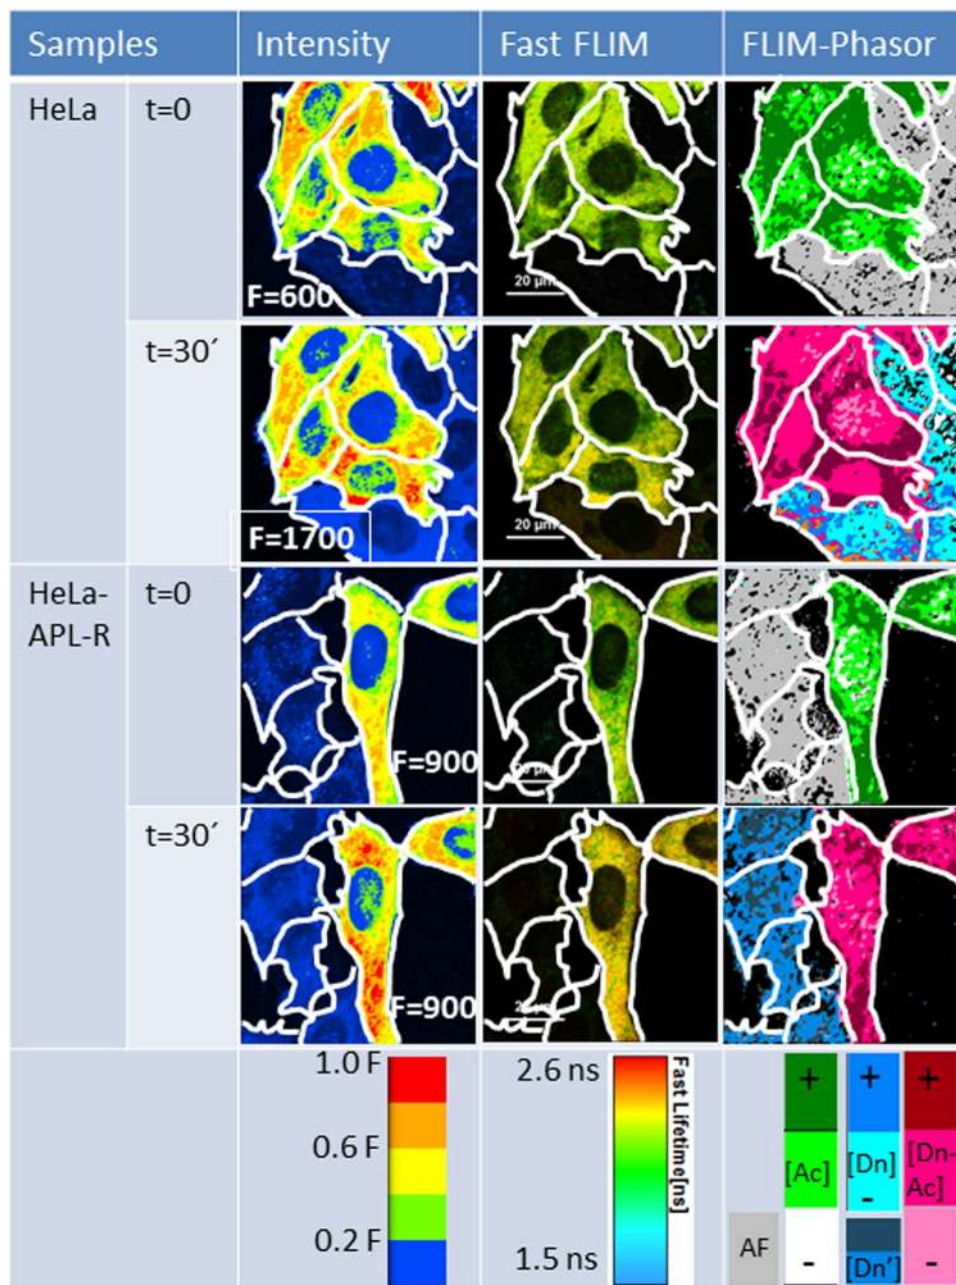 Samples Intensity Fast FLIM FLIM-Phasor
HeLa t=0
F=600
20 µm
t=30´
F=1700
20 µm
HeLa-
APL-R
t=0
F=900
t=30´
F=900
1.0 F
0.6 F
0.2 F
2.6 ns
1.5 ns
Fast Lifetime[ns]
AF
+
[Ac]
-
+
[Dn]
-
[Dn´]
+
[Dn-
Ac]
-